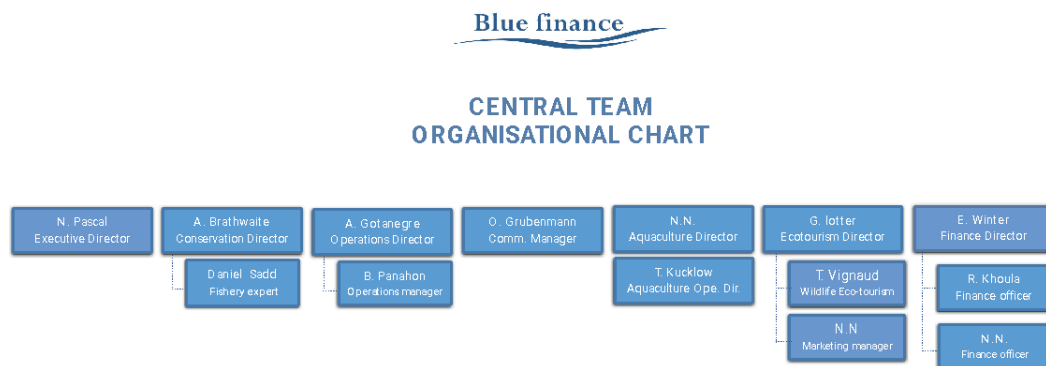 Blue finance
CENTRAL TEAM
ORGANISATIONAL CHART
N. Pascal
Executive Director
A. Brathwaite
Conservation Director
Daniel Sadd
Fishery expert
A. Gotanegre
Operations Director
B. Panahon
Operations manager
O. Grubenmann
Comm. Manager
N.N.
Aquaculture Director
T. Kucklow
Aquaculture Ope. Dir.
G. lotter
Ecotourism Director
T. Vignaud
Wildlife Eco-tourism
N.N
Marketing manager
E. Winter
Finance Director
R. Khoula
Finance officer
N.N.
Finance officer